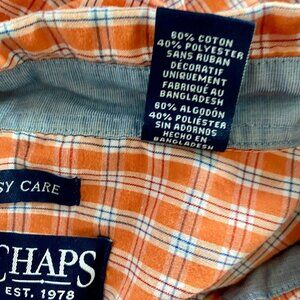 60% COTON
40% POLYESTER
SANS RUBAN
DÉCORATIF
UNIQUEMENT
FABRIQUÉ AU
BANGLADESH
60% ALGODÓN
40% POLIÉSTER
SIN ADORNOS
HECHO EN
BANGLADESH
SY CARE
CHAPS
EST. 1978